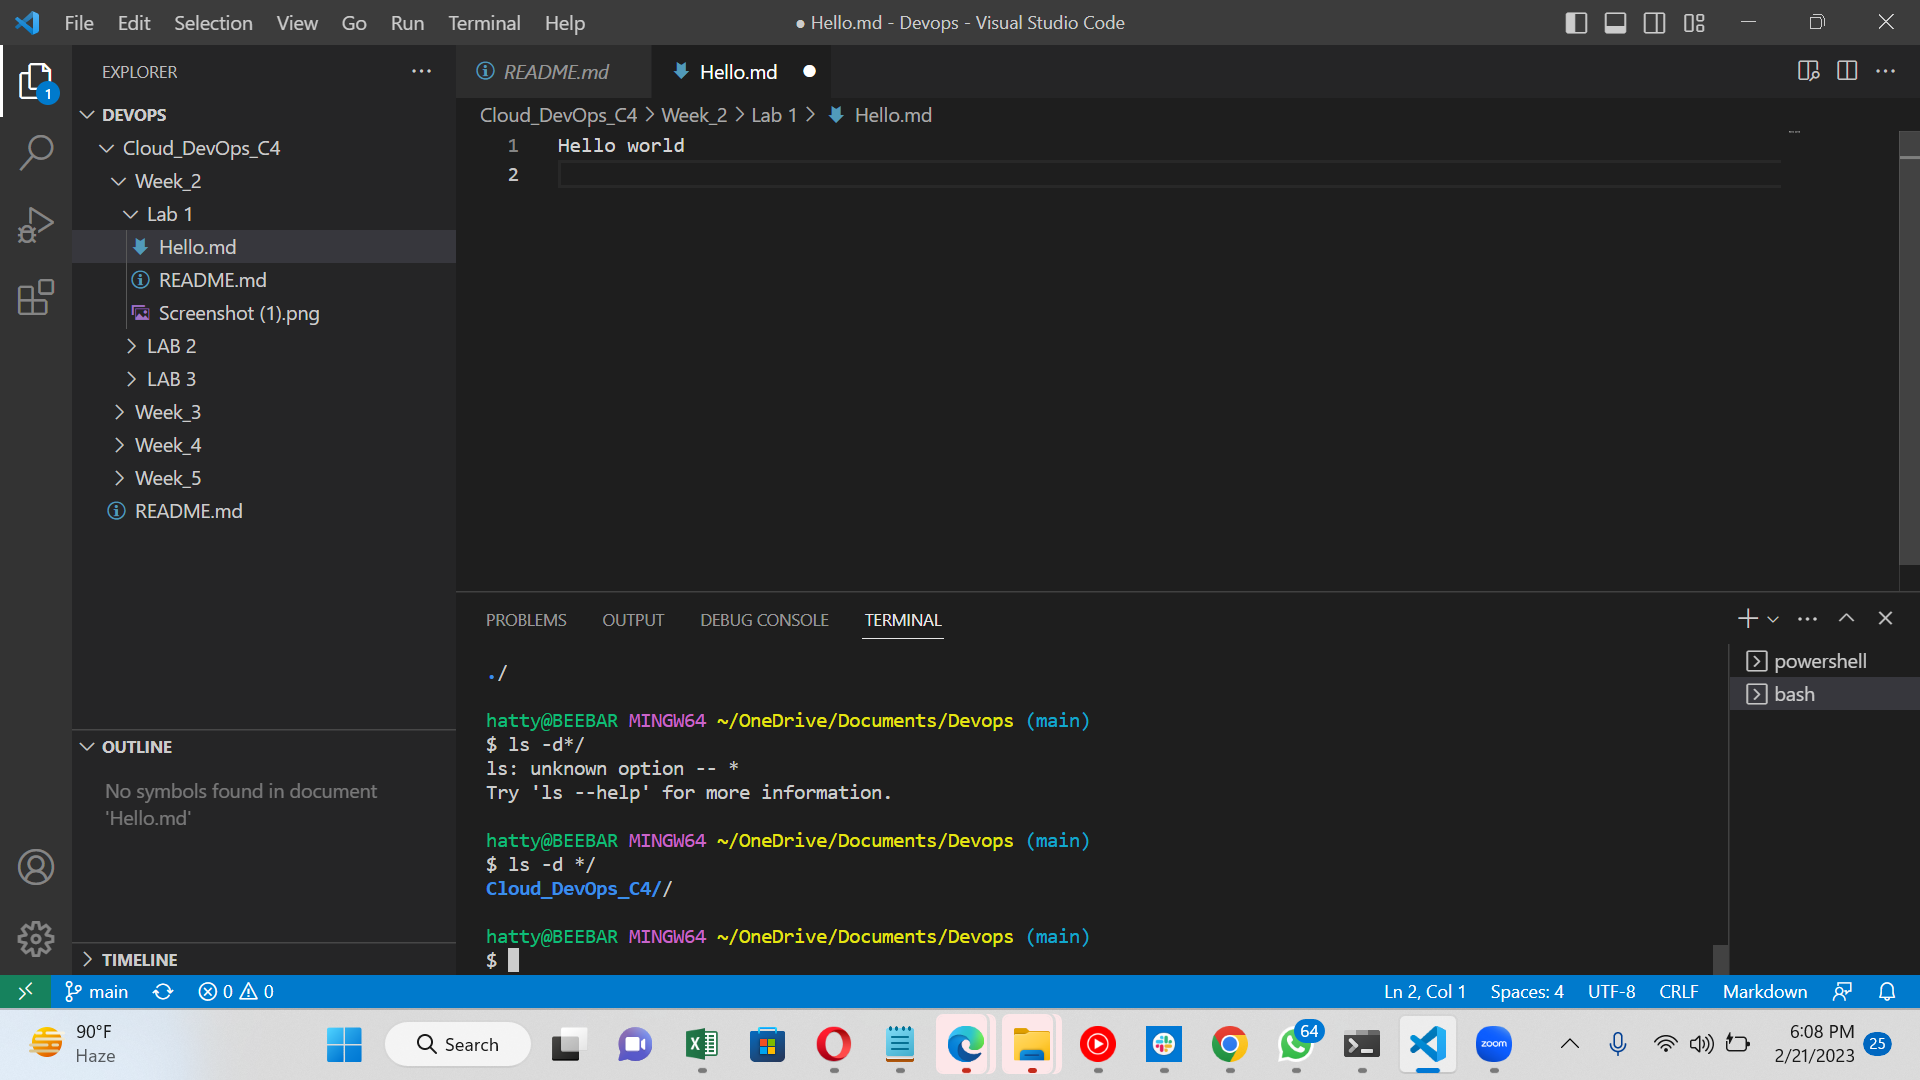 File Edit Selection View Go Run Terminal Help
● Hello.md - Devops - Visual Studio Code
1
EXPLORER
DEVOPS
Cloud_DevOps_C4
Week_2
Lab 1
Hello.md
README.md
Screenshot (1).png
LAB 2
LAB 3
Week_3
Week_4
Week_5
README.md
OUTLINE
No symbols found in document
'Hello.md'
TIMELINE
README.md
Hello.md
Cloud_DevOps_C4 > Week_2 > Lab 1 > Hello.md
1 Hello world
2
PROBLEMS OUTPUT DEBUG CONSOLE TERMINAL
./
hatty@BEEBAR MINGW64 ~/OneDrive/Documents/Devops (main)
$ ls -d*/
ls: unknown option -- *
Try 'ls --help' for more information.
hatty@BEEBAR MINGW64 ~/OneDrive/Documents/Devops (main)
$ ls -d */
Cloud_DevOps_C4//
hatty@BEEBAR MINGW64 ~/OneDrive/Documents/Devops (main)
$
powershell
bash
main 0 0 Ln 2, Col 1 Spaces: 4 UTF-8 CRLF Markdown
90°F
Haze
Search
64
zoom
6:08 PM
2/21/2023
25